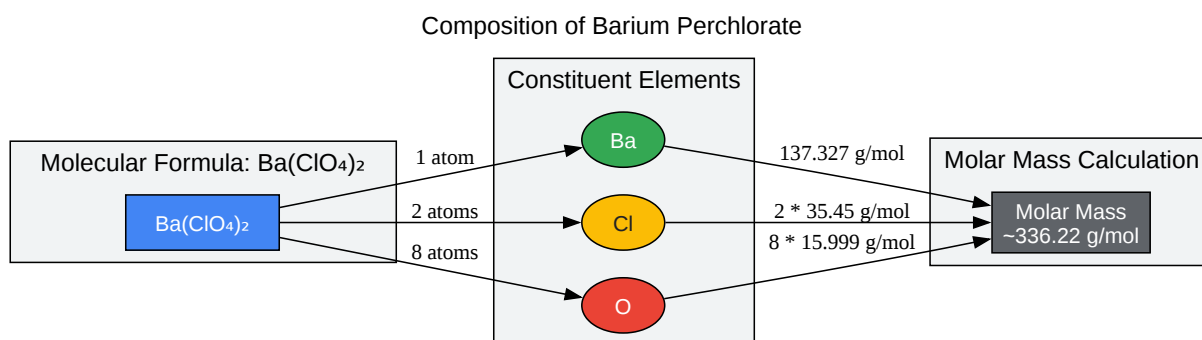 Composition of Barium Perchlorate
Molecular Formula: Ba(ClO₄)₂
Ba(ClO₄)₂
1 atom
2 atoms
8 atoms
Constituent Elements
Ba
Cl
O
137.327 g/mol
2 * 35.45 g/mol
8 * 15.999 g/mol
Molar Mass Calculation
Molar Mass
~336.22 g/mol